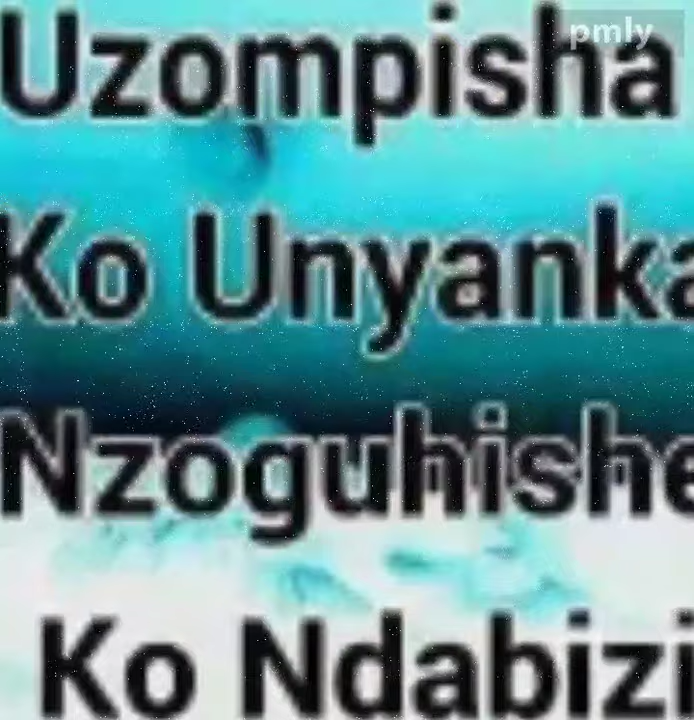 pmly
Uzompisha
Ko Unyanka
Nzoguhishe
Ko Ndabizi